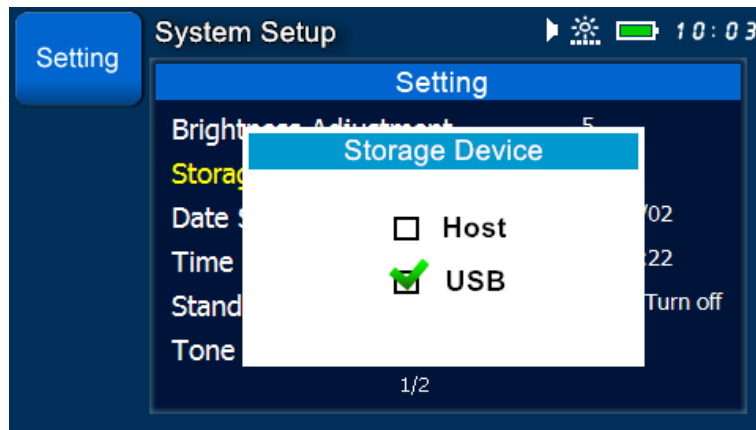 Setting
System Setup 10:03
Setting
Brightness Adjustment 5
Storage Device
Host
USB
Date /02
Time :22
Stand Turn off
Tone
1/2